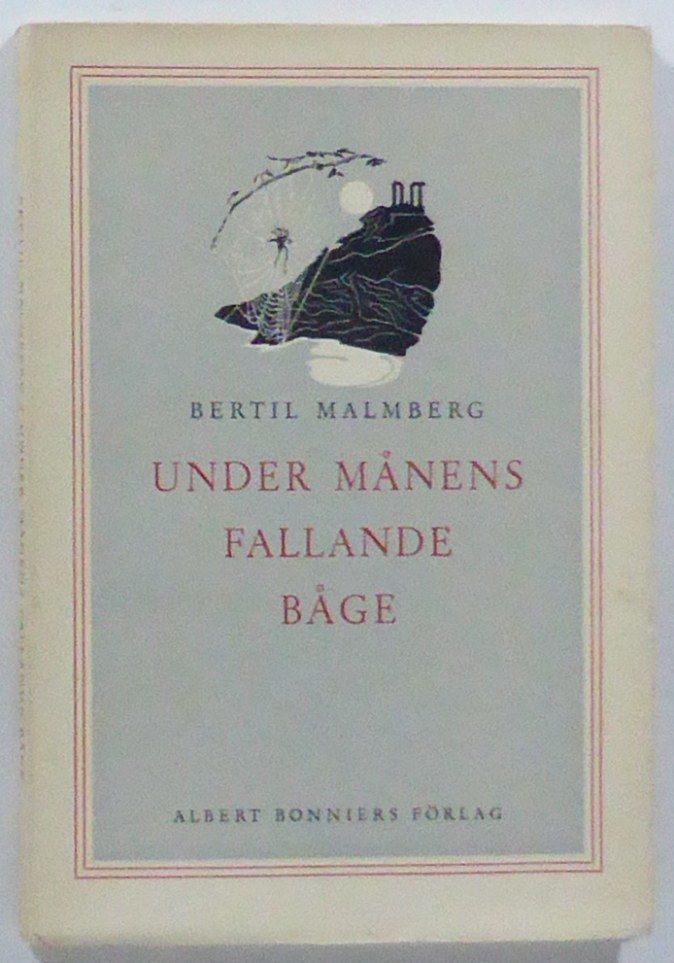 BERTIL MALMBERG
UNDER MÅNENS
FALLANDE
BÅGE
ALBERT BONNIERS FÖRLAG